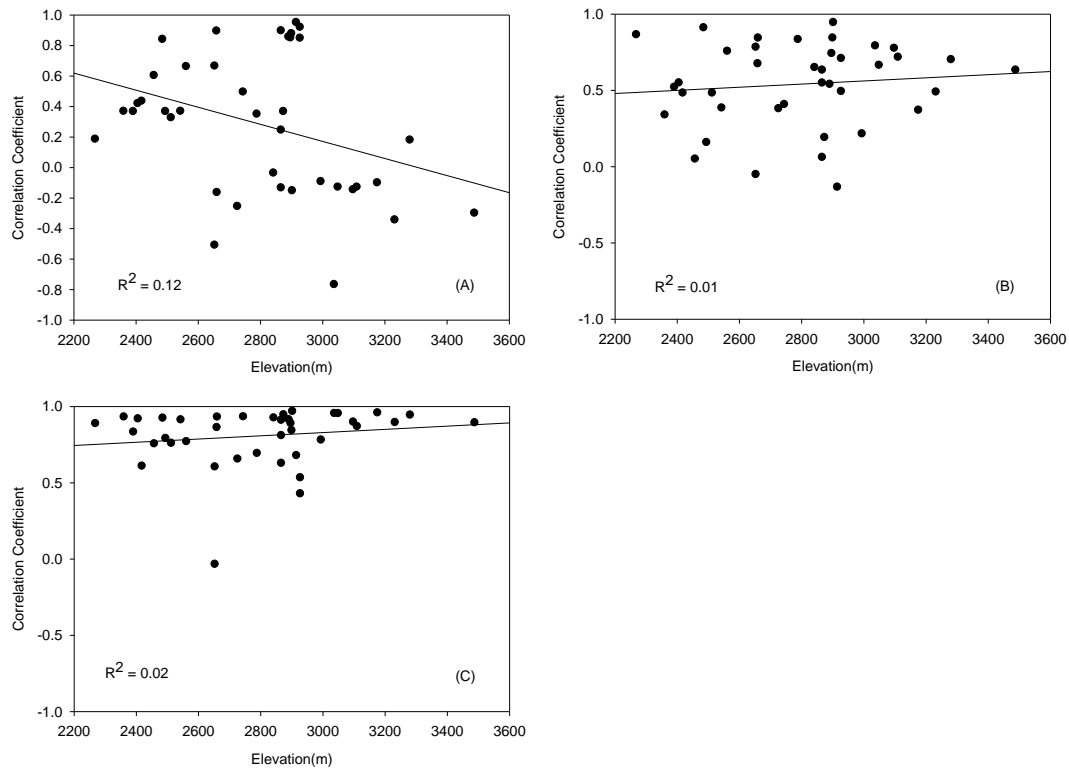 1.0
0.8
0.6
0.4
0.2
0.0
-0.2
-0.4
-0.6
-0.8
-1.0
Correlation Coefficient
R2 = 0.12
(A)
2200 2400 2600 2800 3000 3200 3400 3600
Elevation(m)
1.0
0.5
0.0
0.5
-1.0
Correlation Coefficient
R2 = 0.01
(B)
2200 2400 2600 2800 3000 3200 3400 3600
Elevation(m)
1.0
0.5
0.0
-0.5
-1.0
Correlation Coefficient
R2 = 0.02
(C)
2200 2400 2600 2800 3000 3200 3400 3600
Elevation(m)